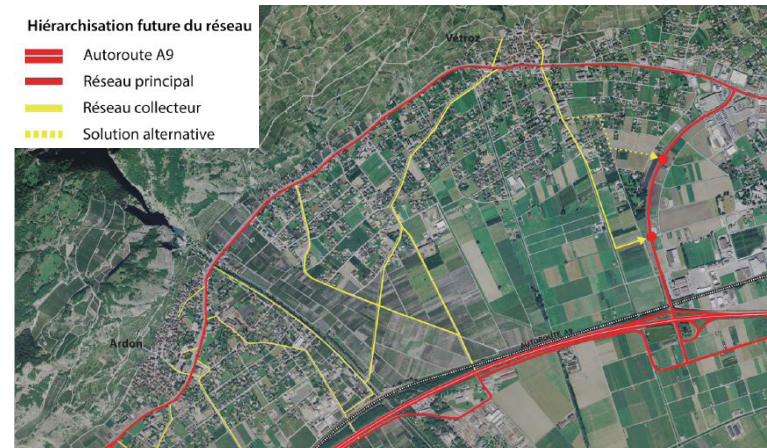 Hiérarchisation future du réseau
Autoroute A9
Réseau principal
Réseau collecteur
Solution alternative
Vétroz
Ardon
AUTOROUTE A9